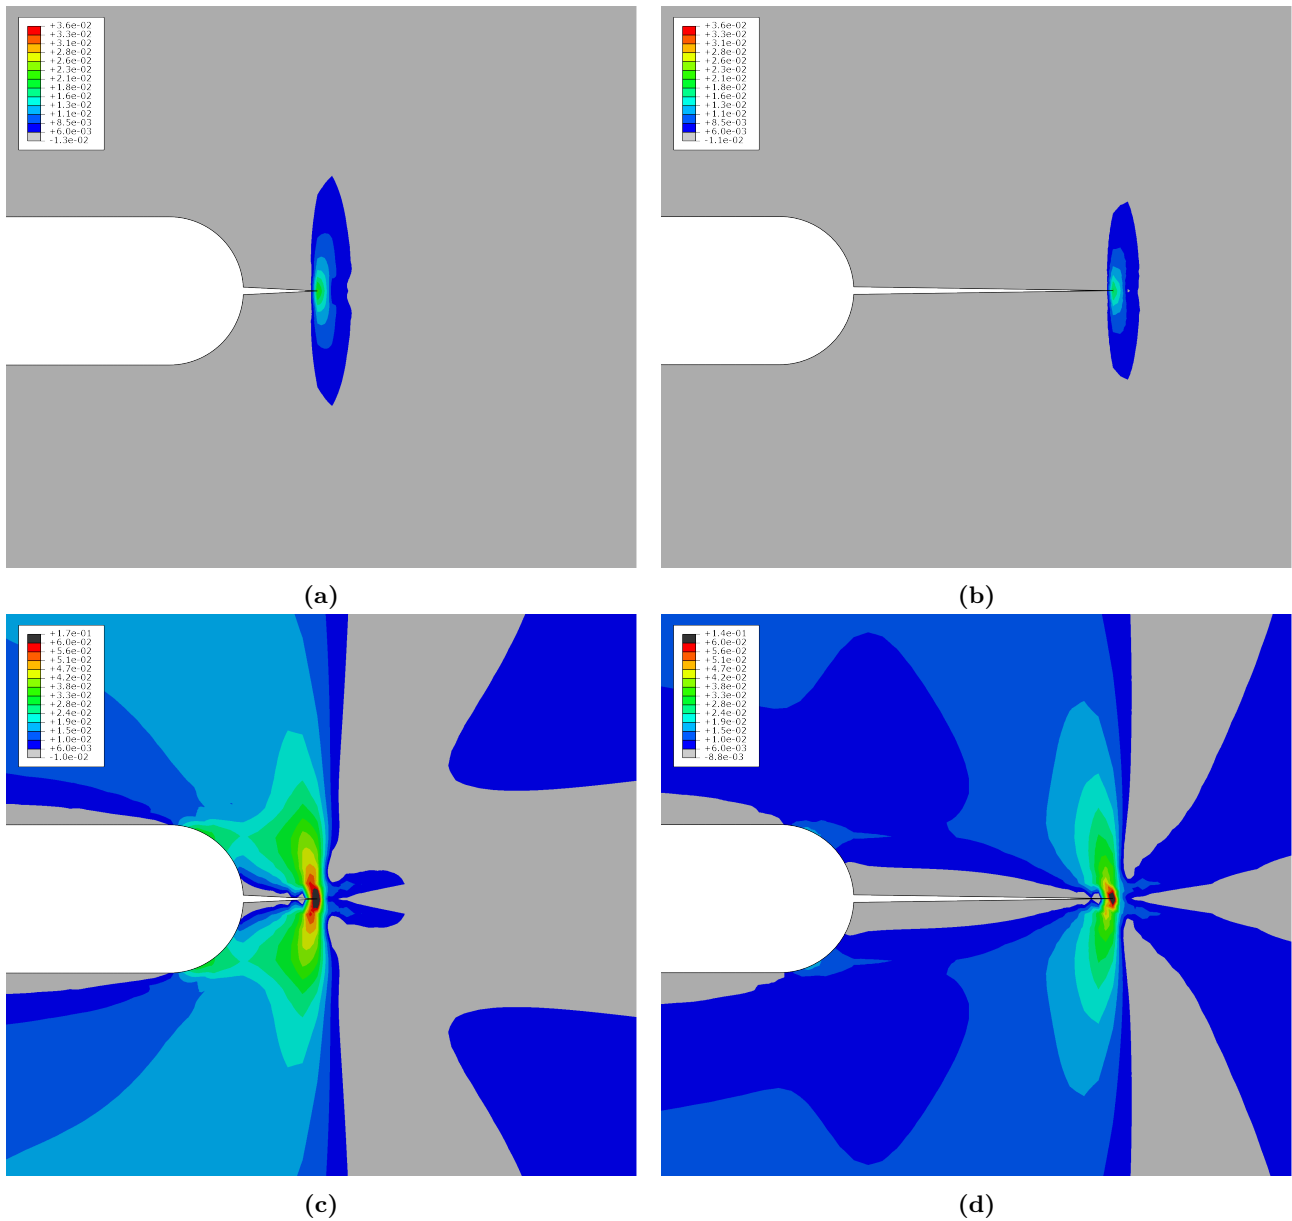 +3.6e-02
+3.3e-02
+3.1e-02
+2.8e-02
+2.6e-02
+2.3e-02
+2.1e-02
+1.8e-02
+1.6e-02
+1.3e-02
+1.1e-02
+8.5e-03
+6.0e-03
-1.3e-02
+3.6e-02
+3.3e-02
+3.1e-02
+2.8e-02
+2.6e-02
+2.3e-02
+2.1e-02
+1.8e-02
+1.6e-02
+1.3e-02
+1.1e-02
+8.5e-03
+6.0e-03
-1.1e-02
(a)
(b)
+1.7e-01
+6.0e-02
+5.6e-02
+5.1e-02
+4.7e-02
+4.2e-02
+3.8e-02
+3.3e-02
+2.8e-02
+2.4e-02
+1.9e-02
+1.5e-02
+1.0e-02
+6.0e-03
-1.0e-02
+1.4e-01
+6.0e-02
+5.6e-02
+5.1e-02
+4.7e-02
+4.2e-02
+3.8e-02
+3.3e-02
+2.8e-02
+2.4e-02
+1.9e-02
+1.5e-02
+1.0e-02
+6.0e-03
-8.8e-03
(c)
(d)